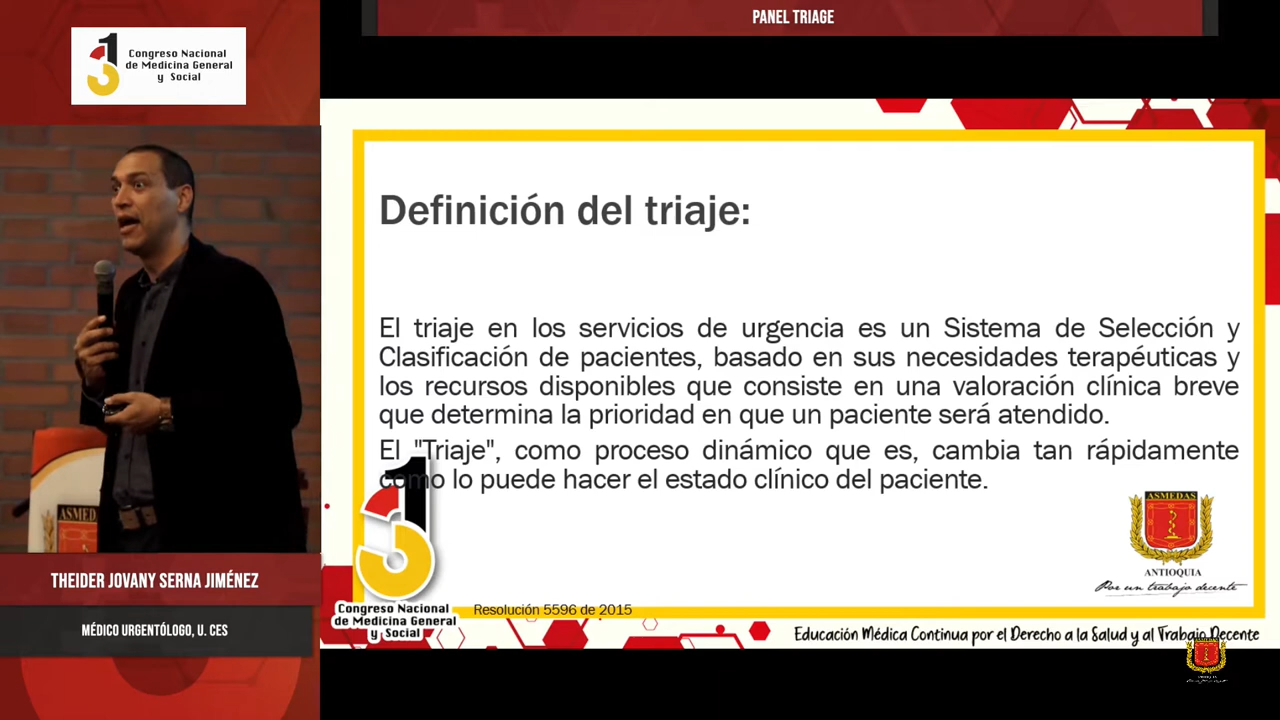 PANEL TRIAGE
13
Congreso Nacional
de Medicina General
y Social
Definición del triaje:
El triaje en los servicios de urgencia es un Sistema de Selección y
Clasificación de pacientes, basado en sus necesidades terapéuticas y
los recursos disponibles que consiste en una valoración clínica breve
que determina la prioridad en que un paciente será atendido.
El "Triaje", como proceso dinámico que es, cambia tan rápidamente
como lo puede hacer el estado clínico del paciente.
ASMEDAS
ANTIOQUIA
Por un trabajo decente
13
Congreso Nacional
de Medicina General
y Social
Resolución 5596 de 2015
Educación Médica Continua por el Derecho a la Salud y al Trabajo Decente
ASMEDAS
ASMEDAS
THEIDER JOVANY SERNA JIMÉNEZ
MÉDICO URGENTÓLOGO, U. CES